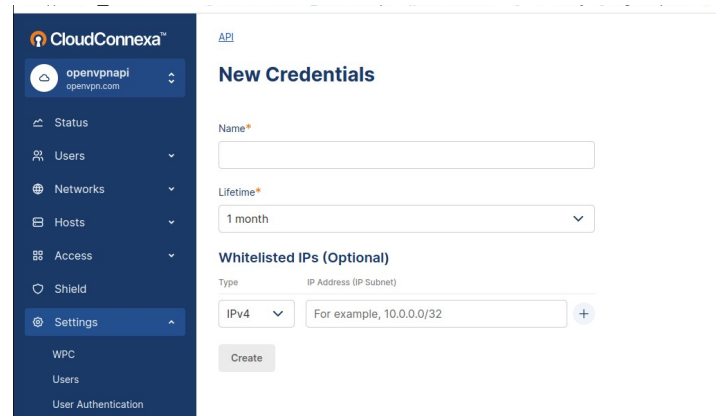 CloudConnexa™
openvpnapi
openvpn.com
Status
Users
Networks
Hosts
Access
Shield
Settings
WPC
Users
User Authentication
API
New Credentials
Name*
Lifetime*
1 month
Whitelisted IPs (Optional)
Type IP Address (IP Subnet)
IPv4 For example, 10.0.0.0/32 +
Create